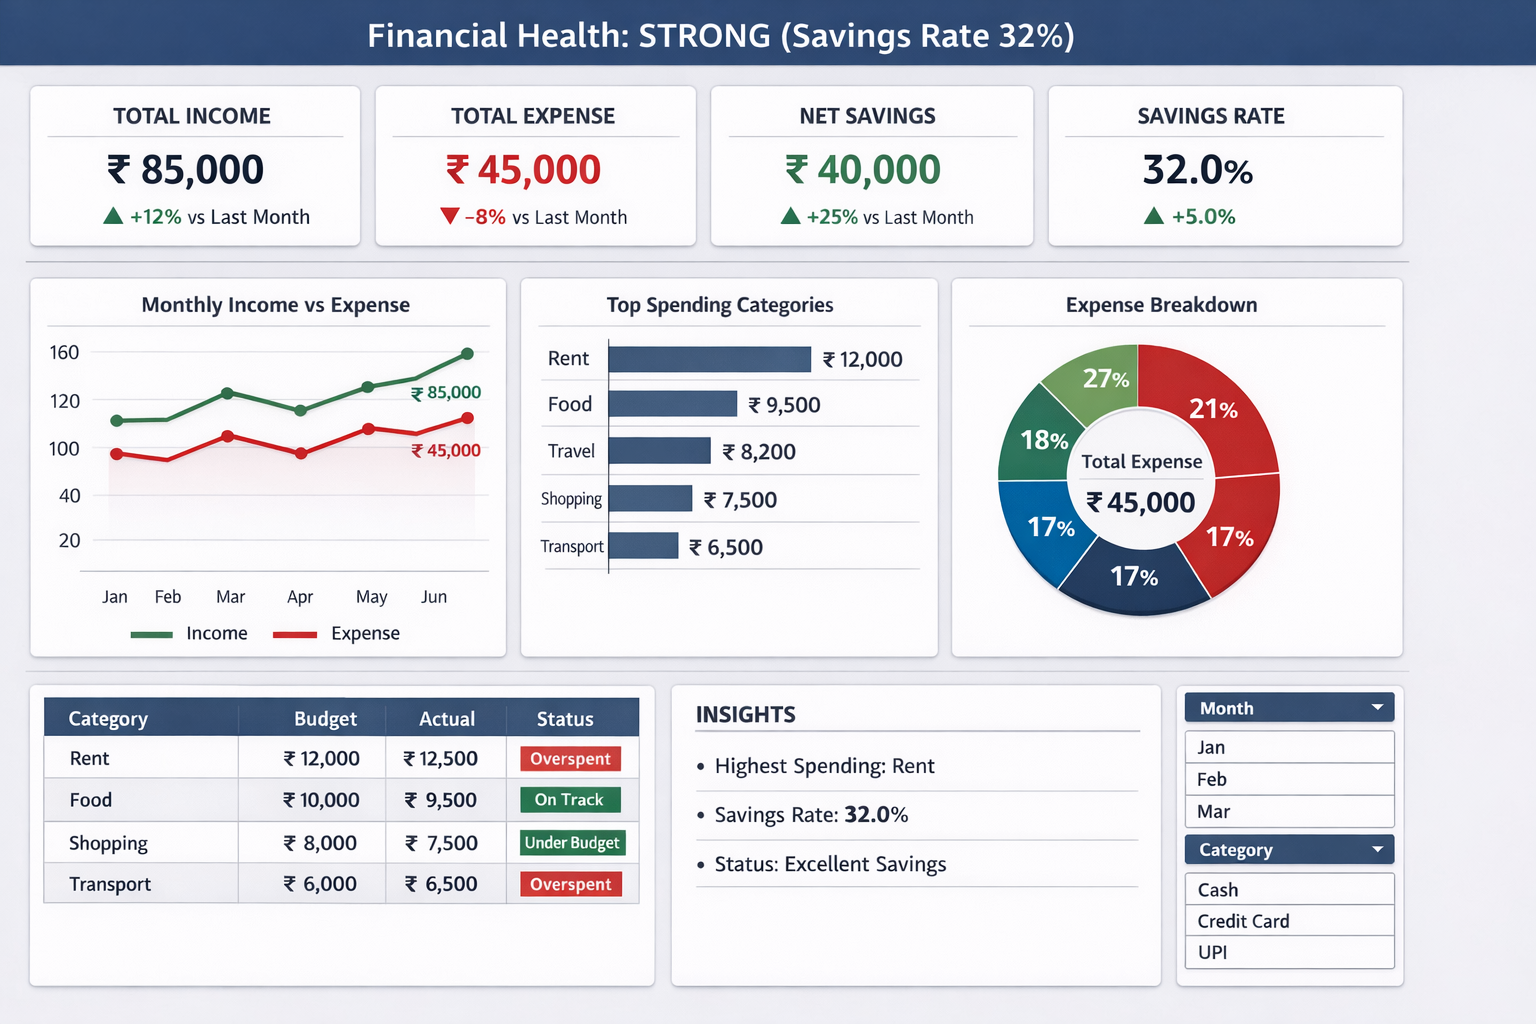 Financial Health: STRONG (Savings Rate 32%)
TOTAL INCOME
₹ 85,000
▲ +12% vs Last Month
TOTAL EXPENSE
₹ 45,000
▼ –8% vs Last Month
NET SAVINGS
₹ 40,000
▲ +25% vs Last Month
SAVINGS RATE
32.0%
▲ +5.0%
Monthly Income vs Expense
160
120
100
40
20
₹ 85,000
₹ 45,000
Jan Feb Mar Apr May Jun
Income Expense
Top Spending Categories
Rent ₹ 12,000
Food ₹ 9,500
Travel ₹ 8,200
Shopping ₹ 7,500
Transport ₹ 6,500
Expense Breakdown
27%
21%
18%
17%
17%
17%
Total Expense
₹ 45,000
Category Budget Actual Status
Rent ₹ 12,000 ₹ 12,500 Overspent
Food ₹ 10,000 ₹ 9,500 On Track
Shopping ₹ 8,000 ₹ 7,500 Under Budget
Transport ₹ 6,000 ₹ 6,500 Overspent
INSIGHTS
• Highest Spending: Rent
• Savings Rate: 32.0%
• Status: Excellent Savings
Month
Jan
Feb
Mar
Category
Cash
Credit Card
UPI